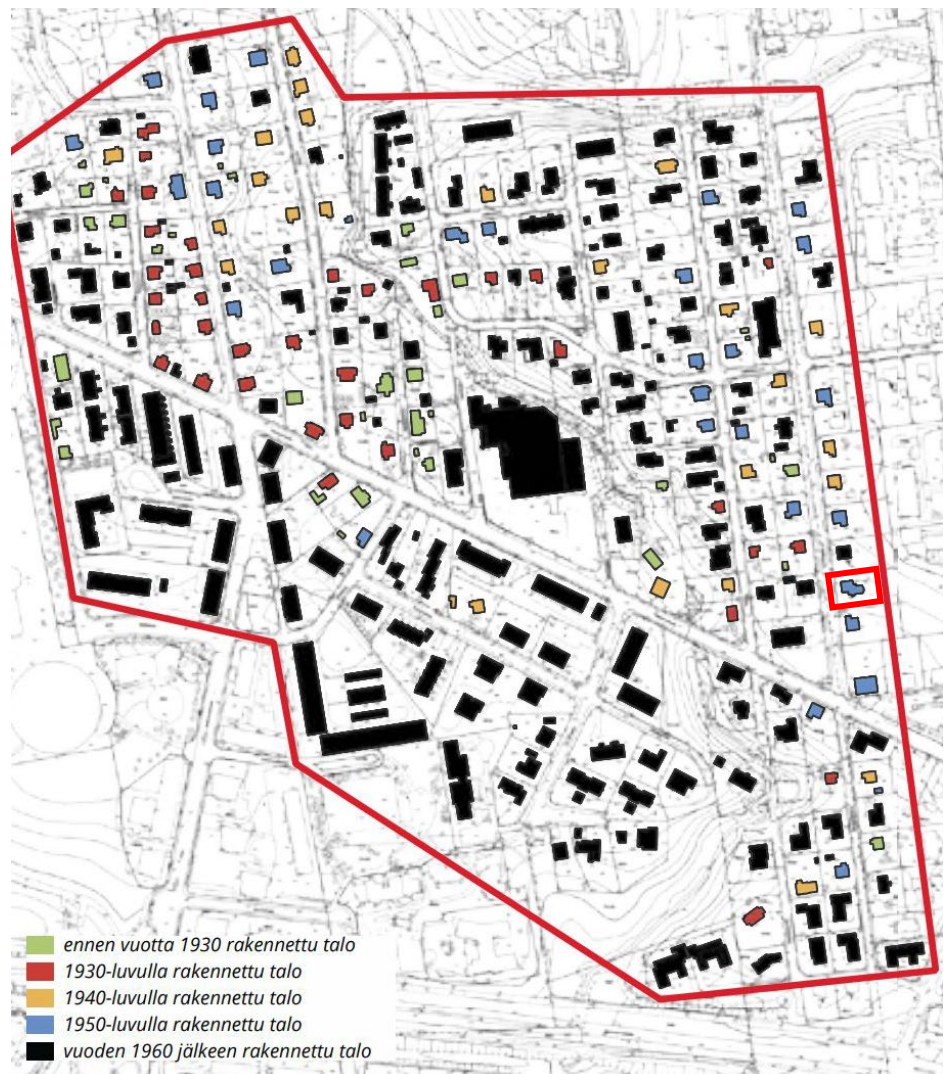 ennen vuotta 1930 rakennettu talo
1930-luvulla rakennettu talo
1940-luvulla rakennettu talo
1950-luvulla rakennettu talo
vuoden 1960 jälkeen rakennettu talo